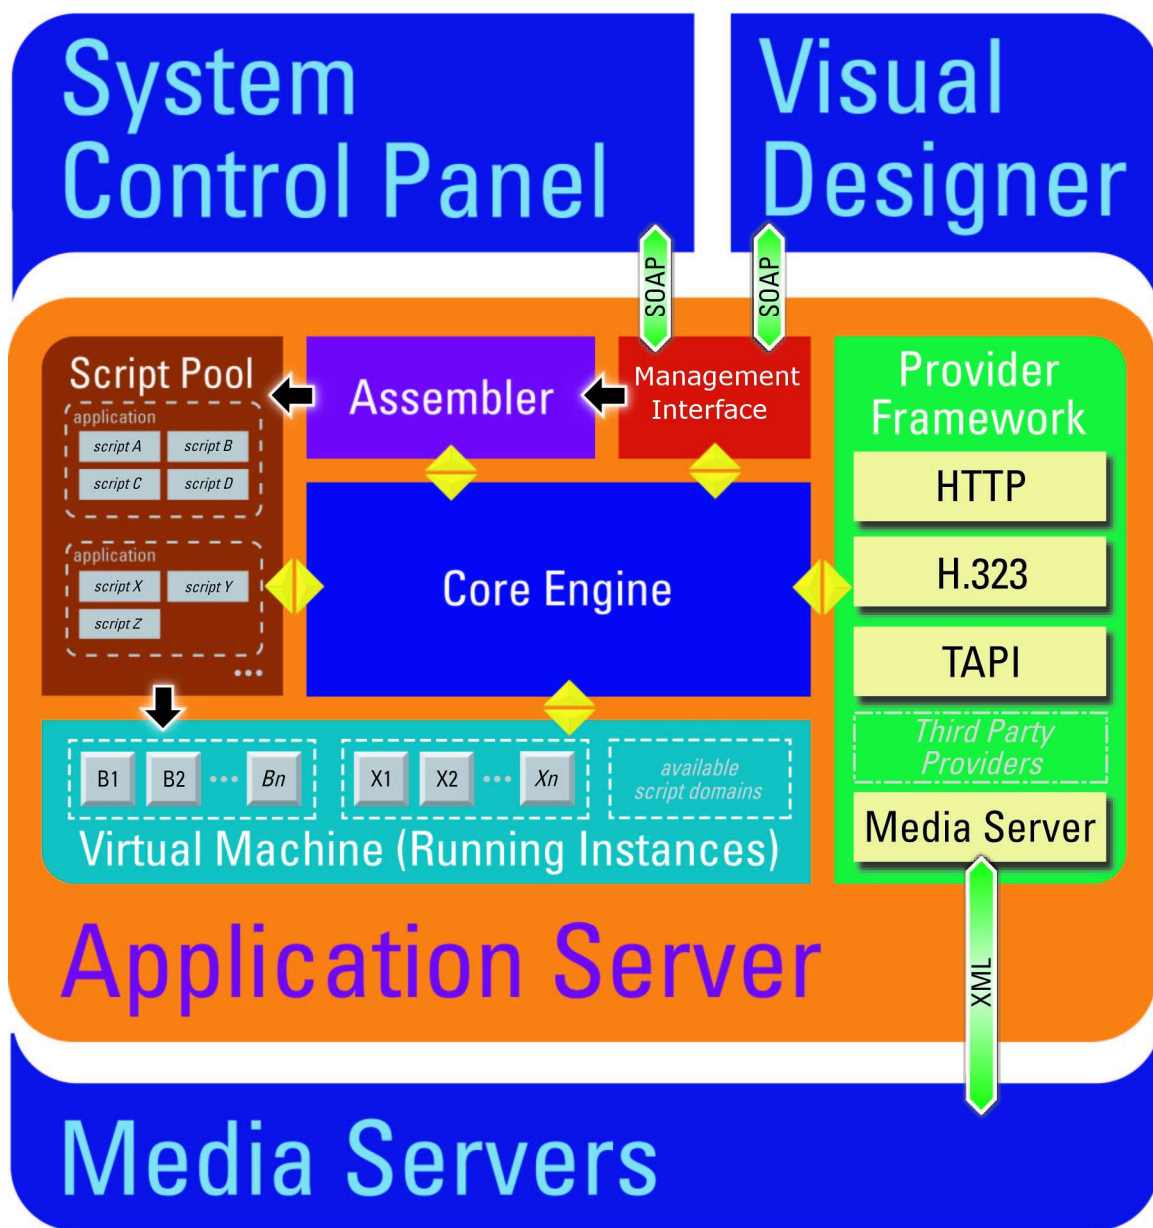 System
Control Panel
Visual
Designer
SOAP
SOAP
Script Pool
application
script A
script B
script C
script D
application
script X
script Y
script Z
...
Assembler
Management
Interface
Core Engine
Provider
Framework
HTTP
H.323
TAPI
Third Party
Providers
Media Server
B1
B2
...
Bn
X1
X2
...
Xn
available
script domains
Virtual Machine (Running Instances)
Application Server
XML
Media Servers